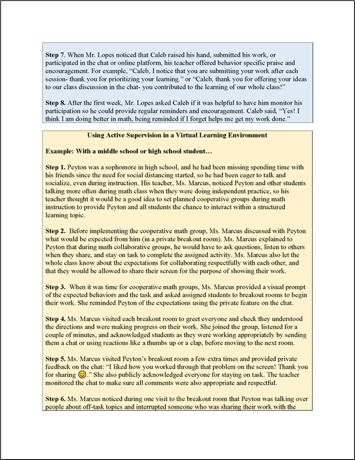 Step 7. When Mr. Lopes noticed that Caleb raised his hand, submitted his work, or
participated in the chat or online platform, his teacher offered behavior specific praise and
encouragement. For example, “Caleb, I notice that you are submitting your work after each
session- thank you for prioritizing your learning.” or “Caleb, thank you for offering your ideas
to our class discussion in the chat- you contributed to the learning of our whole class!”
Step 8. After the first week, Mr. Lopes asked Caleb if it was helpful to have him monitor his
participation so he could provide regular reminders and encouragement. Caleb said, “Yes! I
think I am doing better in math, being reminded if I forget helps me get my work done.”
Using Active Supervision in a Virtual Learning Environment
Example: With a middle school or high school student…
Step 1. Peyton was a sophomore in high school, and he had been missing spending time with
his friends since the need for social distancing started, so he had been eager to talk and
socialize, even during instruction. His teacher, Ms. Marcus, noticed Peyton and other students
talking more often during math class when they were doing independent practice, so his
teacher thought it would be a good idea to set planned cooperative groups during math
instruction to provide Peyton and all students the chance to interact within a structured
learning topic.
Step 2. Before implementing the cooperative math group, Ms. Marcus discussed with Peyton
what would be expected from him (in a private breakout room). Ms. Marcus explained to
Peyton that during math collaborative groups, he would have to ask questions, listen to others
when they share, and stay on task to complete the assigned activity. Ms. Marcus also let the
whole class know about the expectations for collaborating respectfully with each other, and
that they would be allowed to share their screen for the purpose of showing their work.
Step 3. When it was time for cooperative math groups, Ms. Marcus provided a visual prompt
of the expected behaviors and the task and asked assigned students to breakout rooms to begin
their work. She reminded Peyton of the expectations using the private feature on the chat.
Step 4. Ms. Marcus visited each breakout room to greet everyone and check they understood
the directions and were making progress on their work. She joined the group, listened for a
couple of minutes, and acknowledged students as they were working appropriately by sending
them a chat or using reactions like a thumbs up or a clap, before moving to the next room.
Step 5. Ms. Marcus visited Peyton’s breakout room a few extra times and provided private
feedback on the chat: “I liked how you worked through that problem on the screen! Thank you
for sharing 😊.” She also publicly acknowledged everyone for staying on task. The teacher
monitored the chat to make sure all comments were also appropriate and respectful.
Step 6. Ms. Marcus noticed during one visit to the breakout room that Peyton was talking over
people about off-task topics and interrupted someone who was sharing their work with the